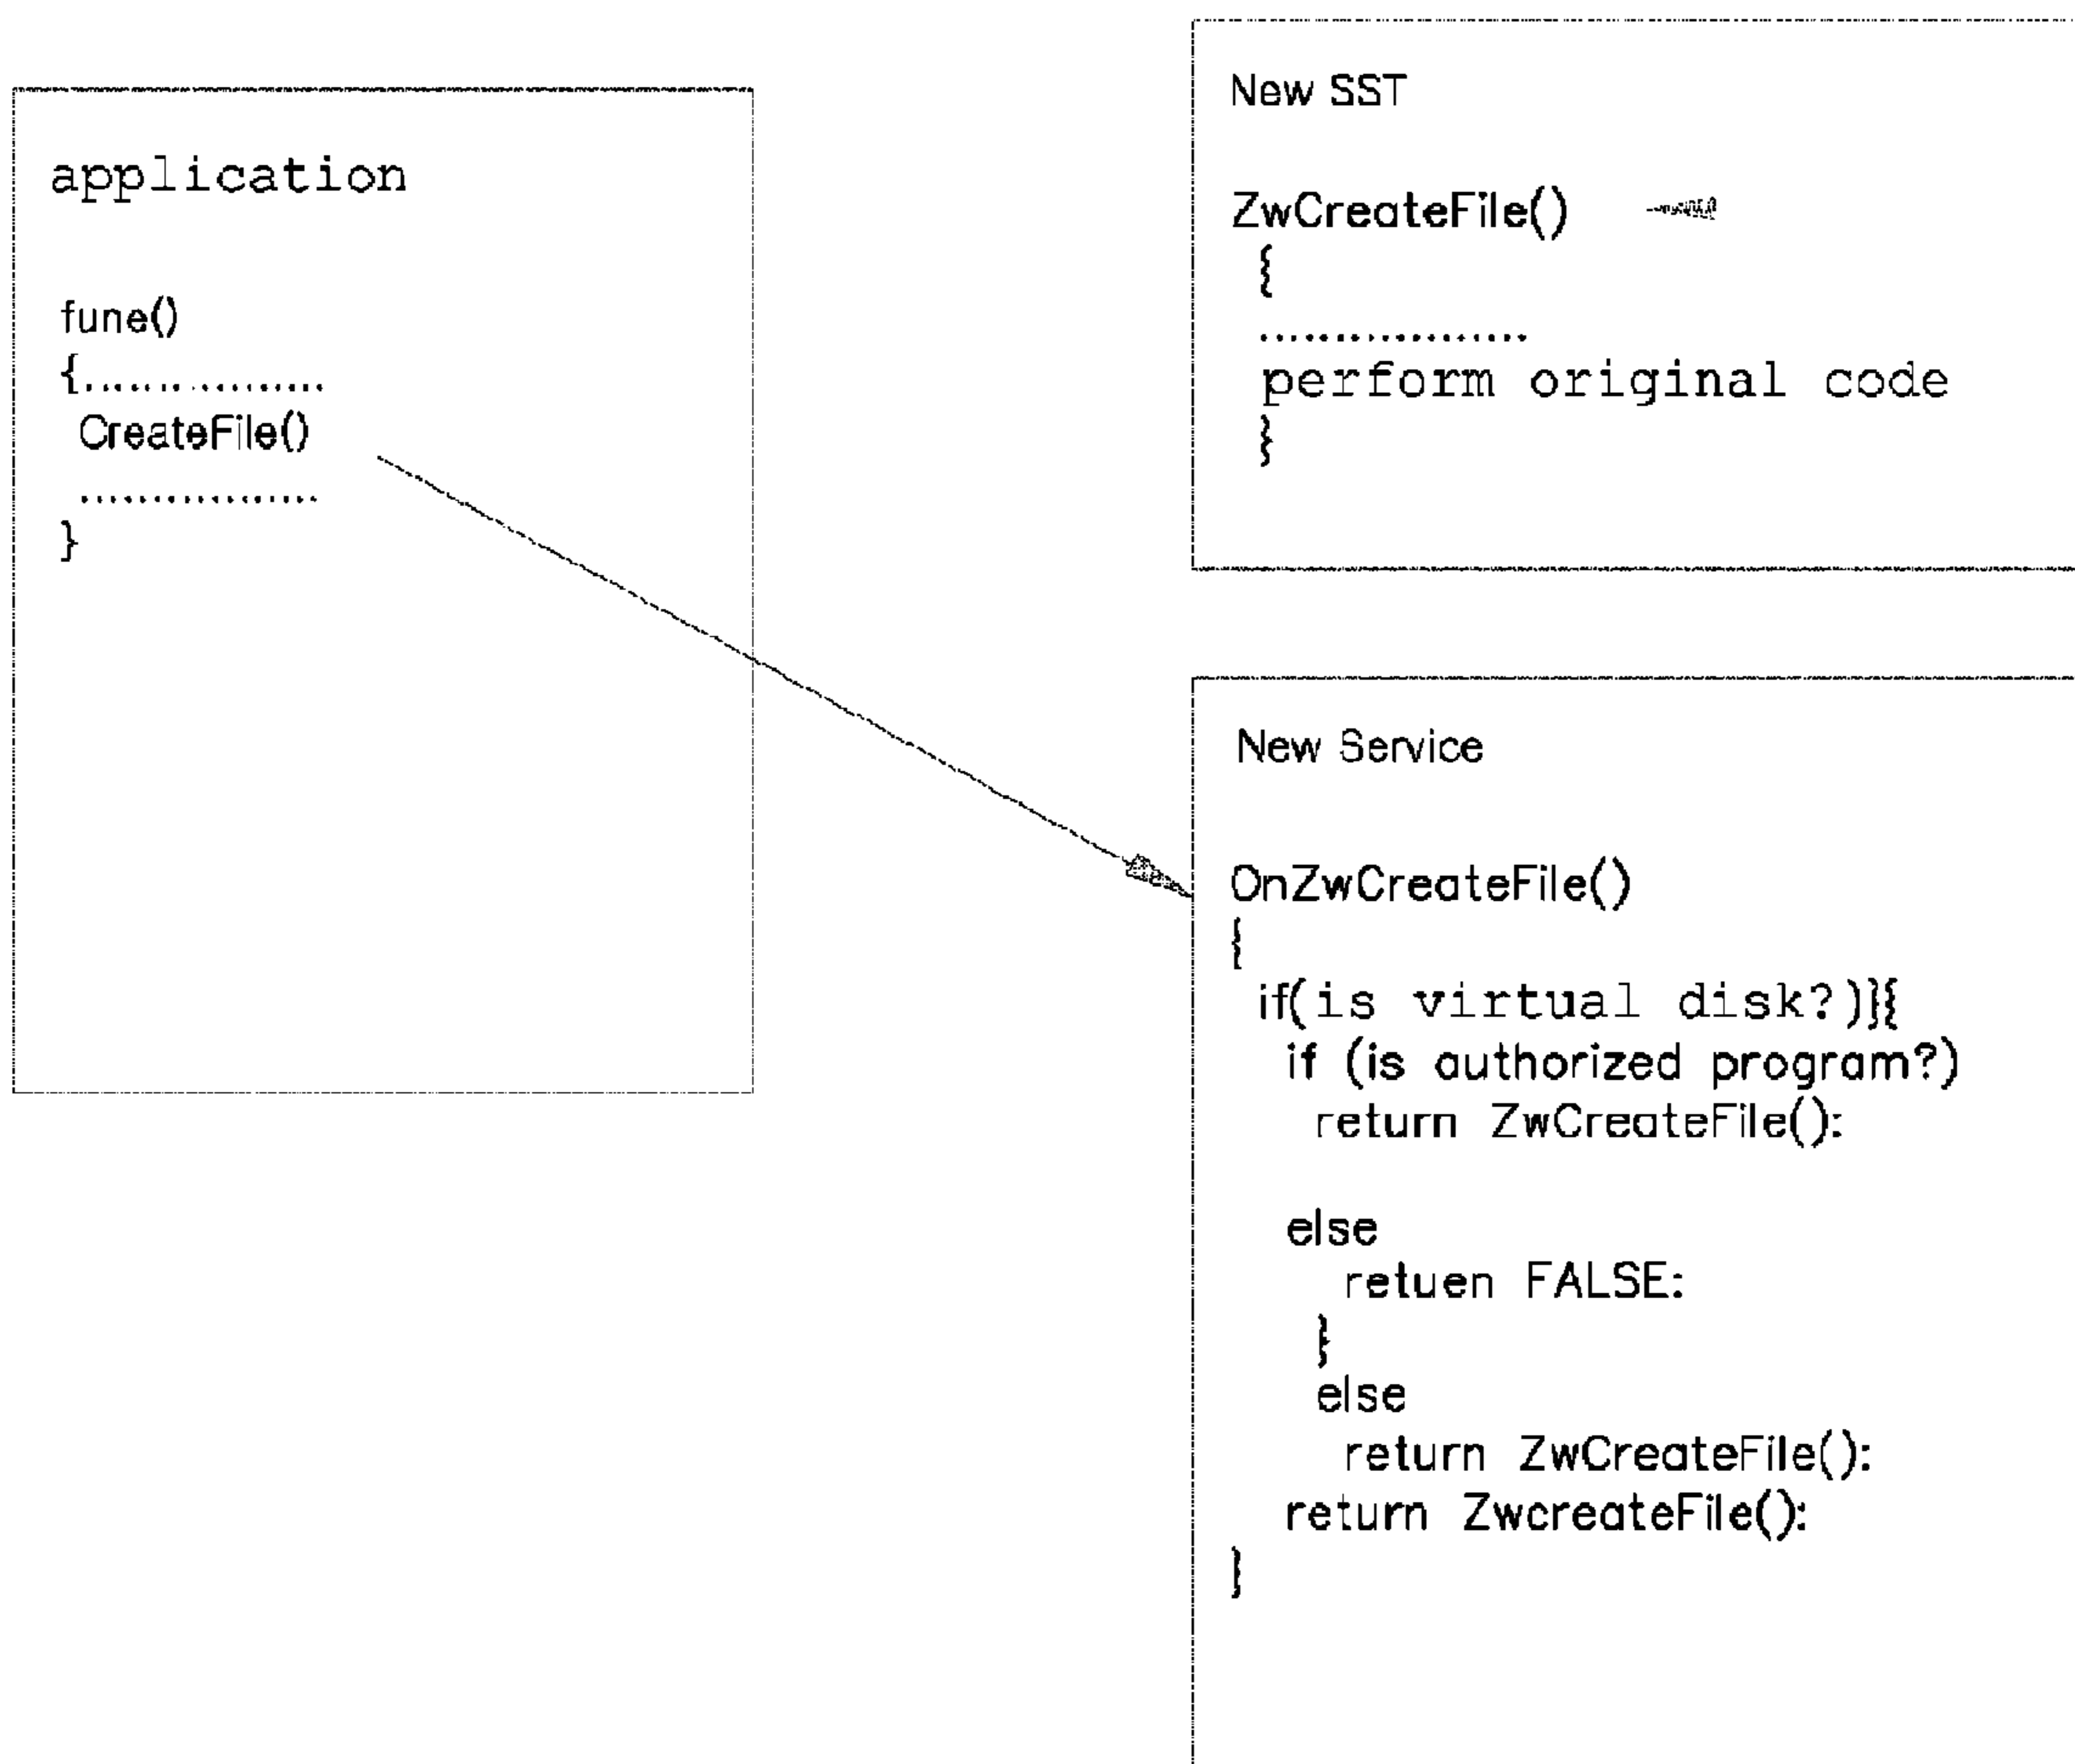 application
fune()
{................
CreateFile()
................
}
New SST
ZwCreateFile()
{
..................
perform original code
}
New Service
OnZwCreateFile()
{
if(is virtual disk?)}{
if (is authorized program?)
return ZwCreateFile():
else
retuen FALSE:
}
else
return ZwCreateFile():
return ZwcreateFile():
}